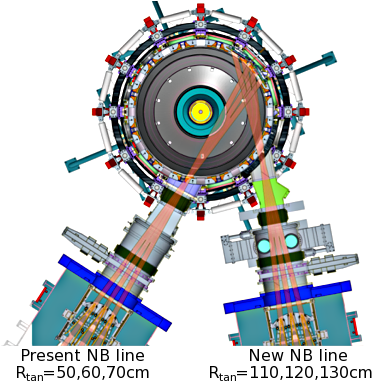 Present NB line
R_tan=50,60,70cm
New NB line
R_tan=110,120,130cm